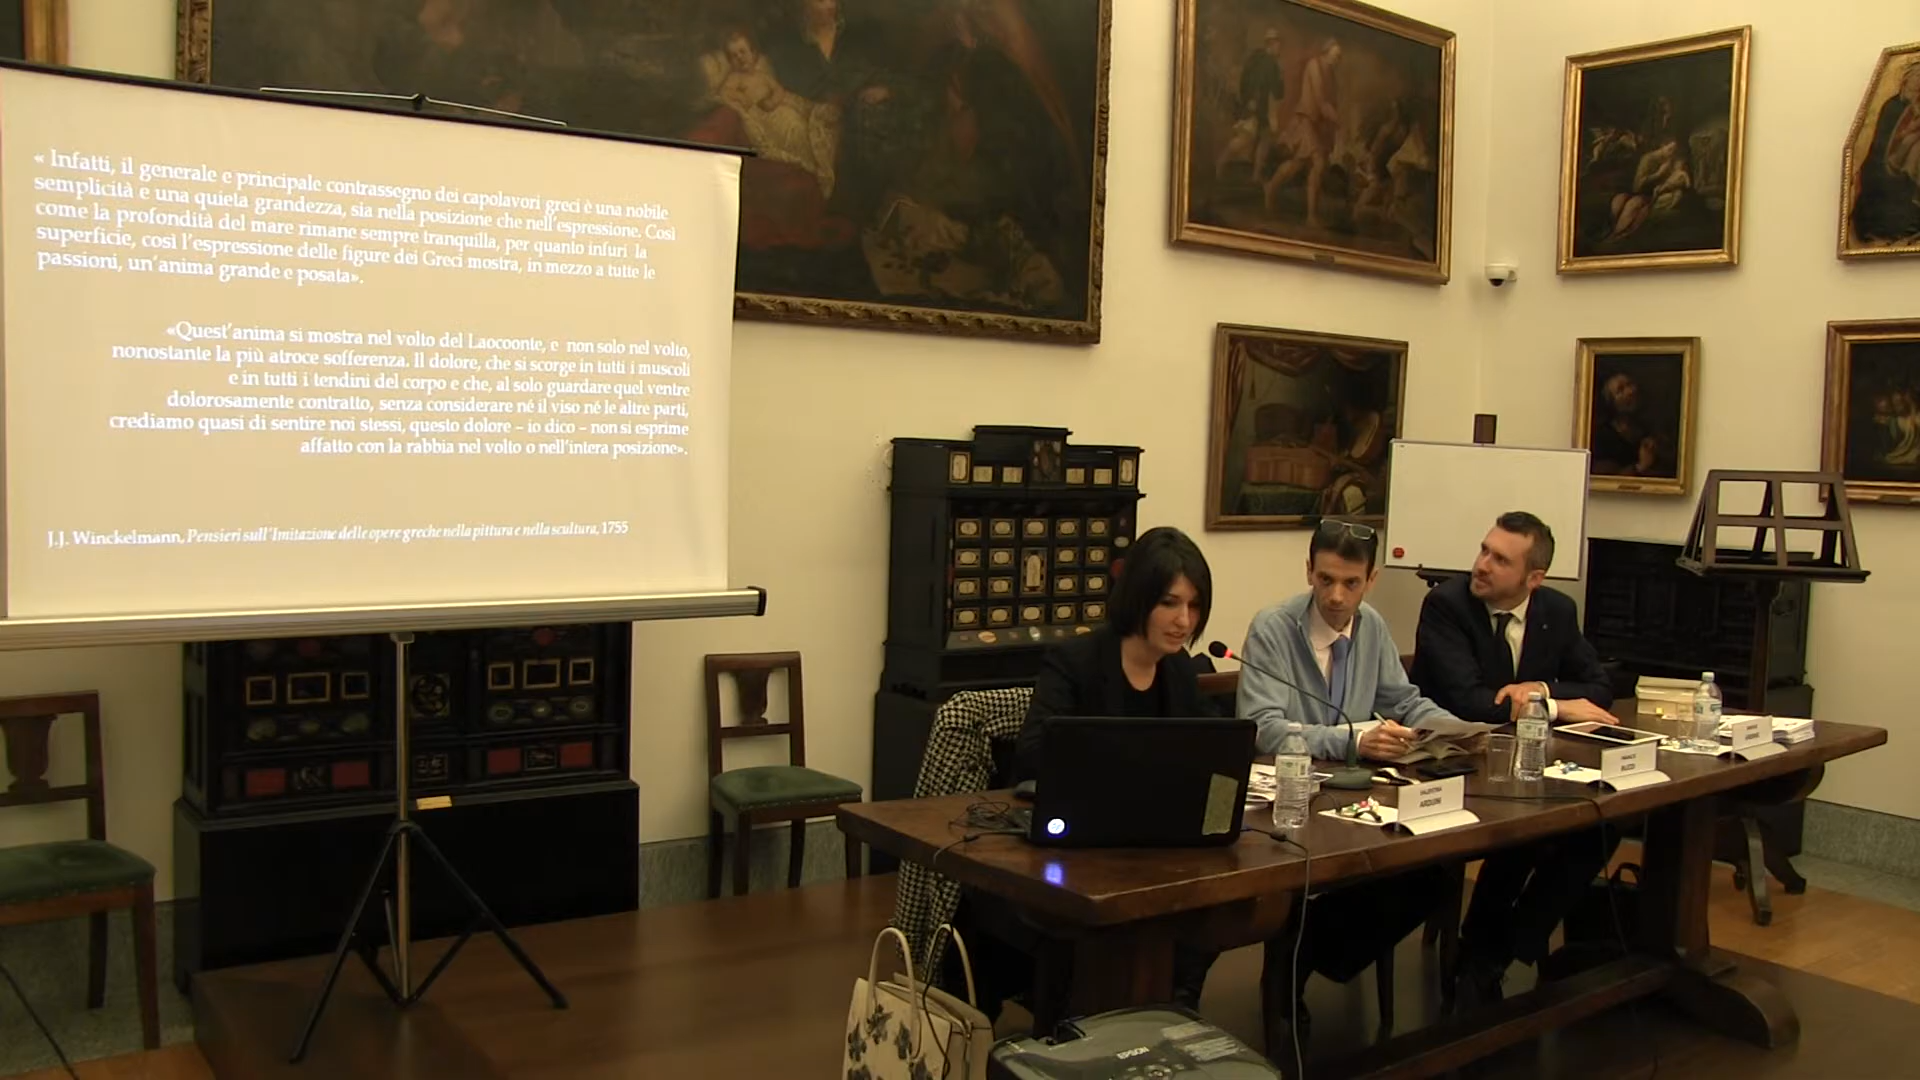 « Infatti, il generale e principale contrassegno dei capolavori greci è una nobile
semplicità e una quieta grandezza, sia nella posizione che nell'espressione. Così
come la profondità del mare rimane sempre tranquilla, per quanto infuri la
superficie, così l'espressione delle figure dei Greci mostra, in mezzo a tutte le
passioni, un'anima grande e posata».
«Quest'anima si mostra nel volto del Laocoonte, e non solo nel volto,
nonostante la più atroce sofferenza. Il dolore, che si scorge in tutti i muscoli
e in tutti i tendini del corpo e che, al solo guardare quel ventre
dolorosamente contratto, senza considerare né il viso né le altre parti,
crediamo quasi di sentire noi stessi, questo dolore – io dico – non si esprime
affatto con la rabbia nel volto o nell'intera posizione».
J.J. Winckelmann, Pensieri sull'Imitazione delle opere greche nella pittura e nella scultura, 1755
VALENTINA
ARDUINI
FRANCO
BUZZI
EPSON